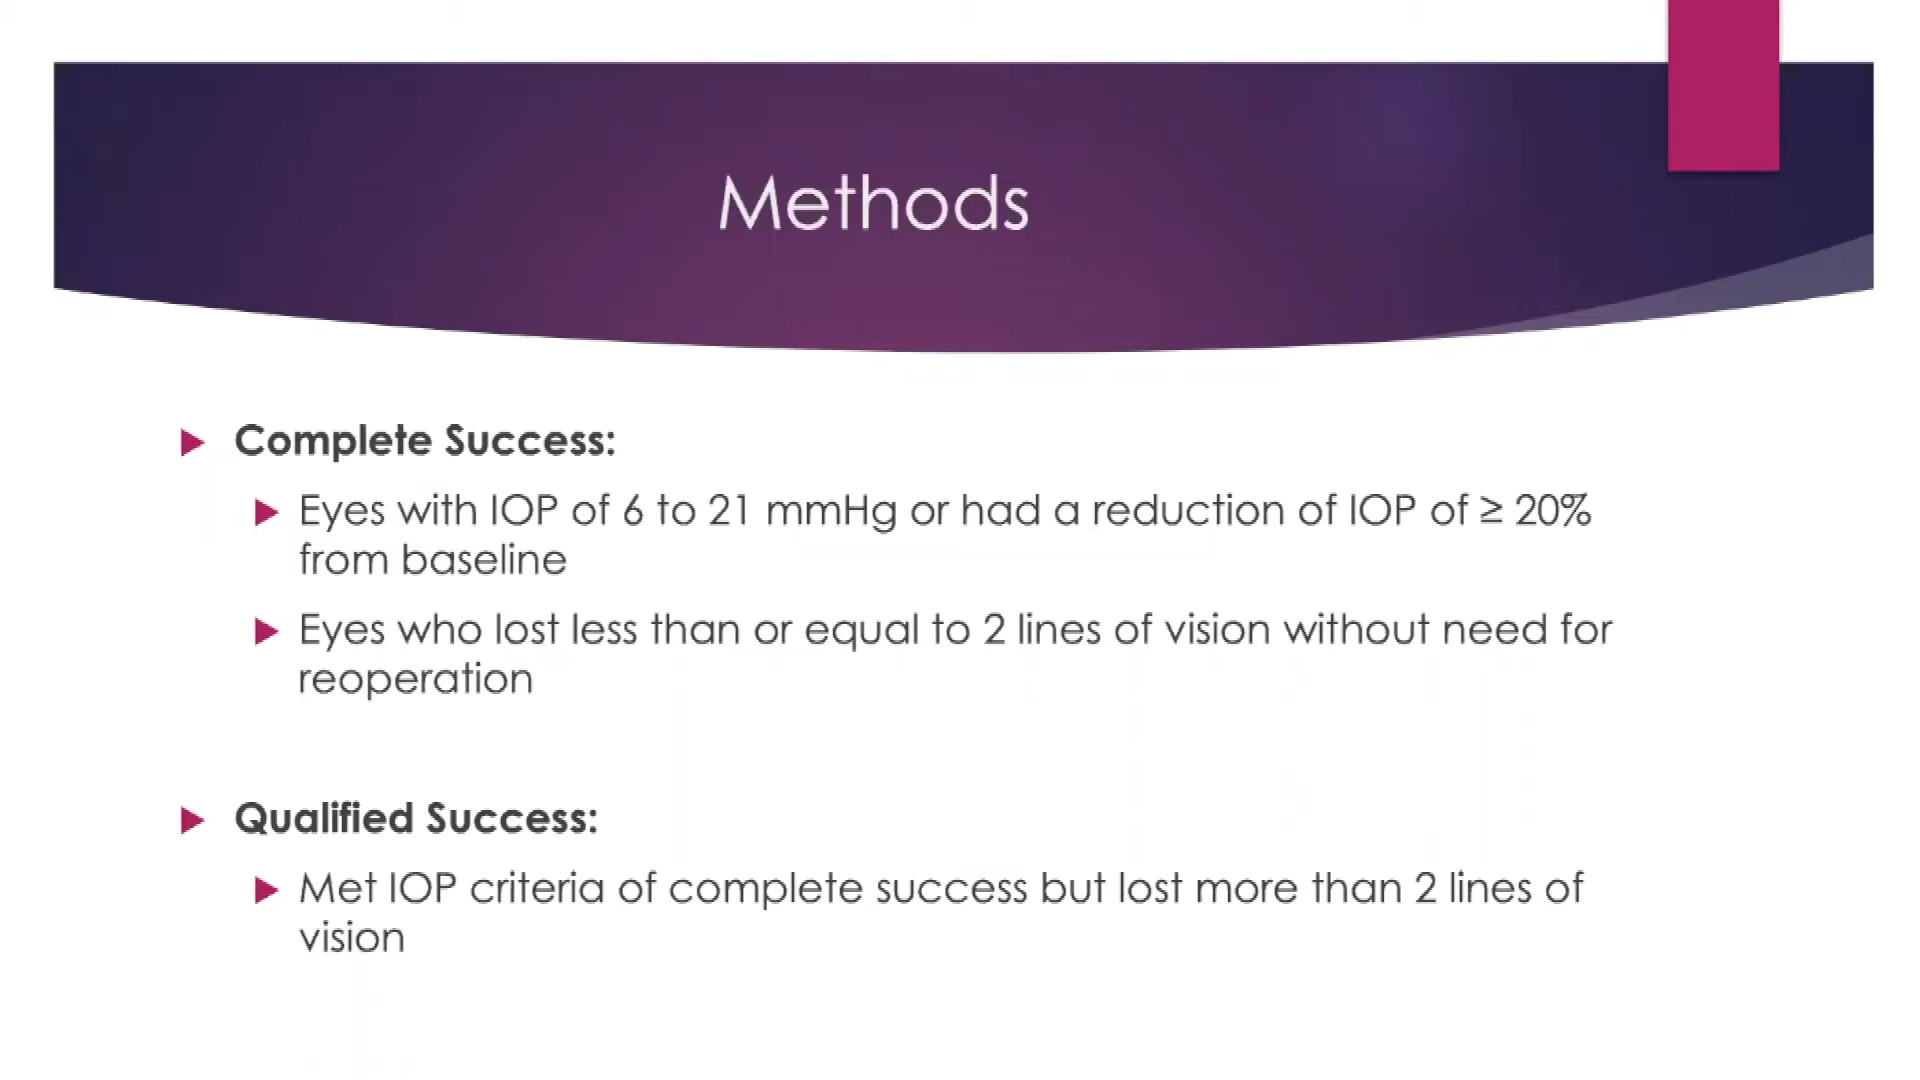 Methods
Complete Success:
Eyes with IOP of 6 to 21 mmHg or had a reduction of IOP of ≥ 20%
from baseline
Eyes who lost less than or equal to 2 lines of vision without need for
reoperation
Qualified Success:
Met IOP criteria of complete success but lost more than 2 lines of
vision